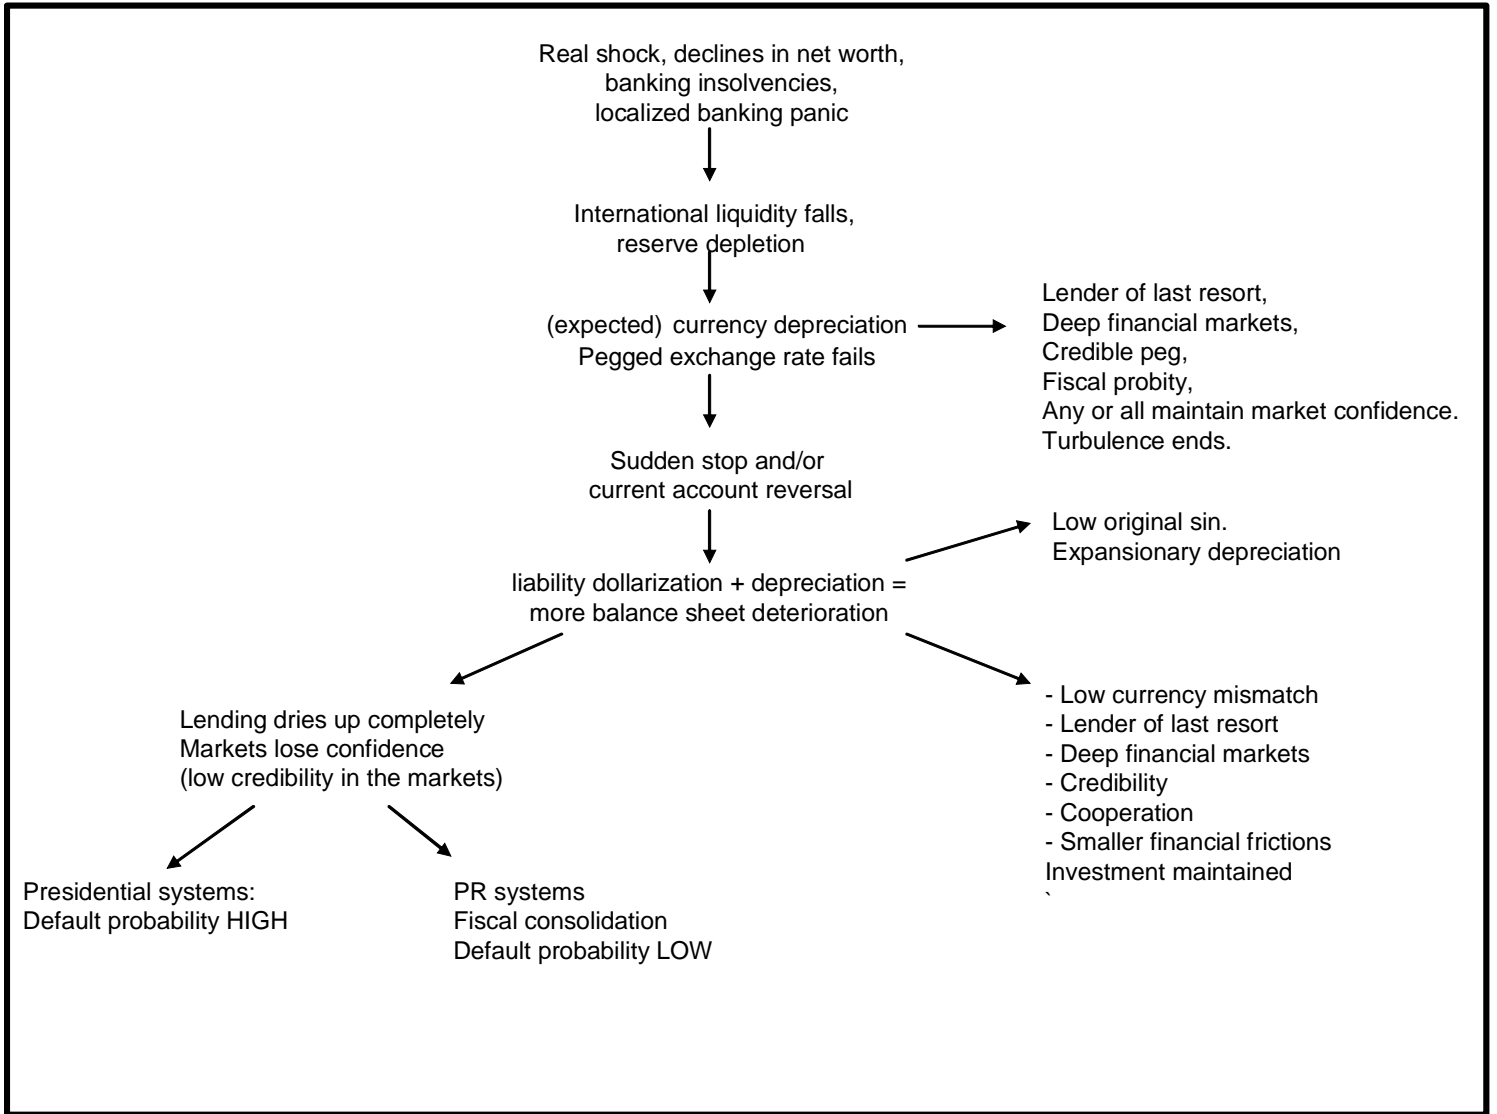 Real shock, declines in net worth,
banking insolvencies,
localized banking panic
International liquidity falls,
reserve depletion
(expected) currency depreciation
Pegged exchange rate fails
Lender of last resort,
Deep financial markets,
Credible peg,
Fiscal probity,
Any or all maintain market confidence.
Turbulence ends.
Sudden stop and/or
current account reversal
Low original sin.
Expansionary depreciation
liability dollarization + depreciation =
more balance sheet deterioration
- Low currency mismatch
- Lender of last resort
- Deep financial markets
- Credibility
- Cooperation
- Smaller financial frictions
Investment maintained
`
Lending dries up completely
Markets lose confidence
(low credibility in the markets)
Presidential systems:
Default probability HIGH
PR systems
Fiscal consolidation
Default probability LOW